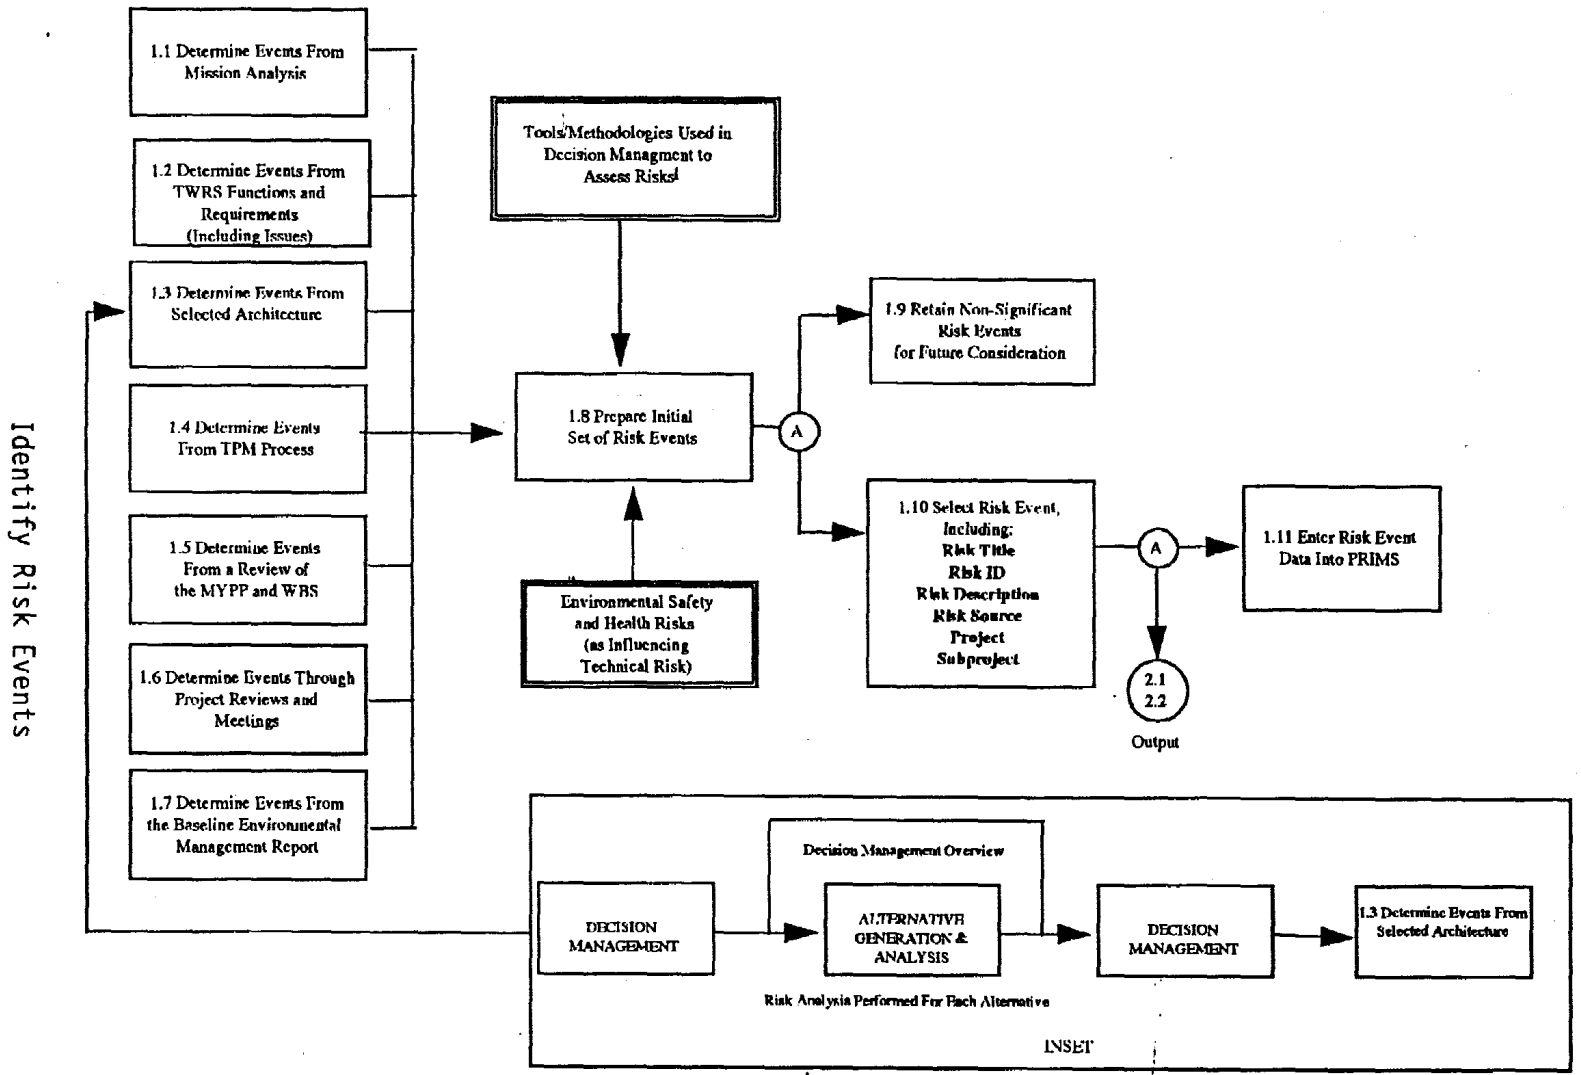 Identify Risk Events
1.1 Determine Events From
Mission Analysis
1.2 Determine Events From
TWRS Functions and
Requirements
(Including Issues)
1.3 Determine Events From
Selected Architecture
1.4 Determine Events
From TPM Process
1.5 Determine Events
From a Review of
the MYPP and WBS
1.6 Determine Events Through
Project Reviews and
Meetings
1.7 Determine Events From
the Baseline Environmental
Management Report
Tools/Methodologies Used in
Decision Managment to
Assess Risks1
1.8 Prepare Initial
Set of Risk Events
Environmental Safety
and Health Risks
(as Influencing
Technical Risk)
A
1.9 Retain Non-Significant
Risk Events
for Future Consideration
1.10 Select Risk Event,
Including:
Risk Title
Risk ID
Risk Description
Risk Source
Project
Subproject
A
1.11 Enter Risk Event
Data Into PRIMS
2.1
2.2
Output
Decision Management Overview
DECISION
MANAGEMENT
ALTERNATIVE
GENERATION &
ANALYSIS
DECISION
MANAGEMENT
1.3 Determine Events From
Selected Architecture
Risk Analysis Performed For Each Alternative
INSET